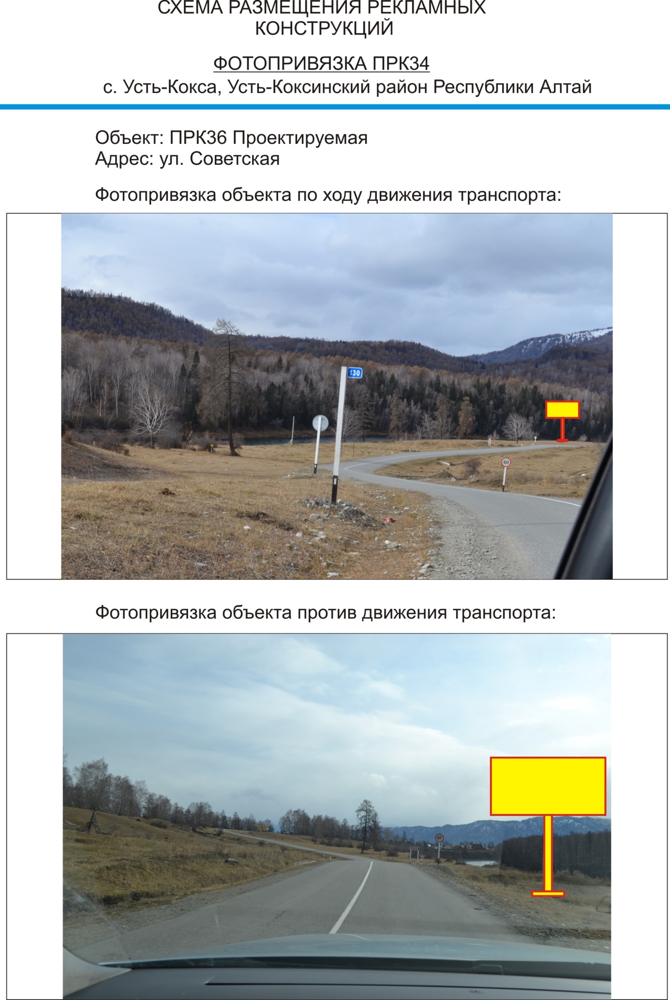 СХЕМА РАЗМЕЩЕНИЯ РЕКЛАМНЫХ
КОНСТРУКЦИЙ
ФОТОПРИВЯЗКА ПРК34
с. Усть-Кокса, Усть-Коксинский район Республики Алтай
Объект: ПРК36 Проектируемая
Адрес: ул. Советская
Фотопривязка объекта по ходу движения транспорта:
130
60
Фотопривязка объекта против движения транспорта:
60